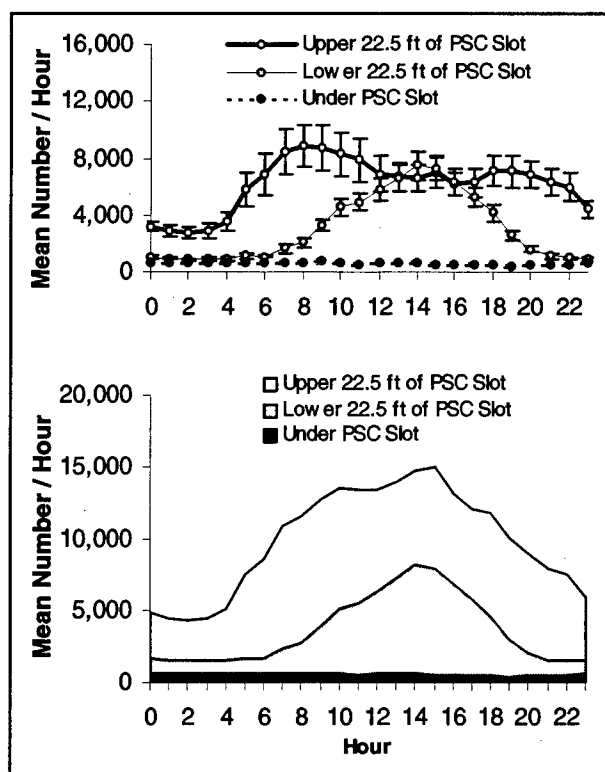 16,000
12,000
8,000
4,000
0
Mean Number / Hour
Upper 22.5 ft of PSC Slot
Lower 22.5 ft of PSC Slot
Under PSC Slot
0 2 4 6 8 10 12 14 16 18 20 22
20,000
15,000
10,000
5,000
0
Mean Number / Hour
Upper 22.5 ft of PSC Slot
Lower 22.5 ft of PSC Slot
Under PSC Slot
0 2 4 6 8 10 12 14 16 18 20 22
Hour